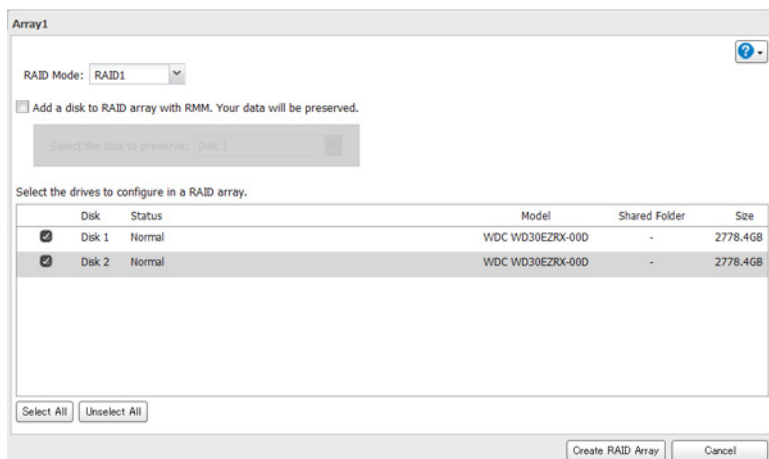 Array1
RAID Mode: RAID1
Add a disk to RAID array with RMM. Your data will be preserved.
Select the disk to preserve: Disk 1
Select the drives to configure in a RAID array.
Disk Status Model Shared Folder Size
Disk 1 Normal WDC WD30EZRX-00D - 2778.4GB
Disk 2 Normal WDC WD30EZRX-00D - 2778.4GB
Select All Unselect All
Create RAID Array Cancel